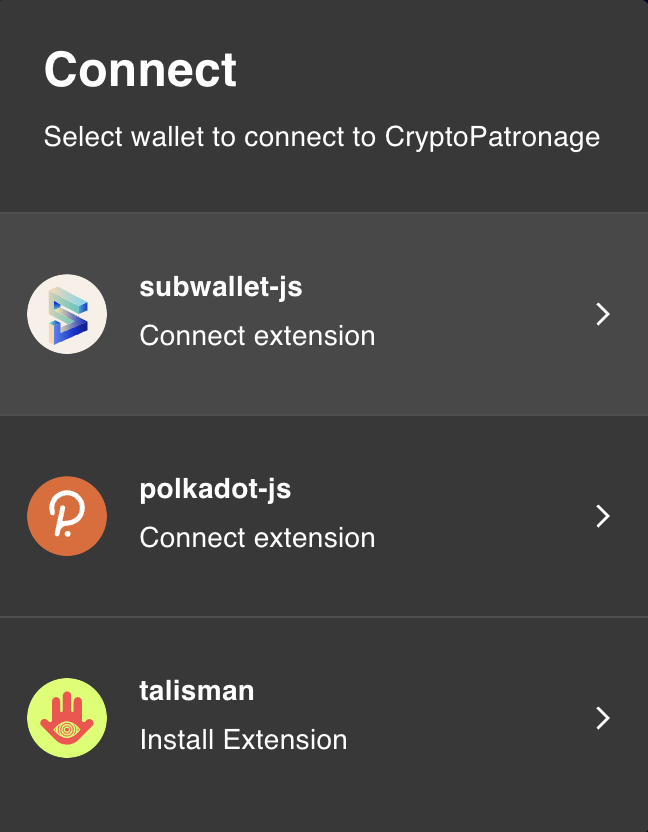 Connect
Select wallet to connect to CryptoPatronage
subwallet-js
Connect extension
polkadot-js
Connect extension
talisman
Install Extension